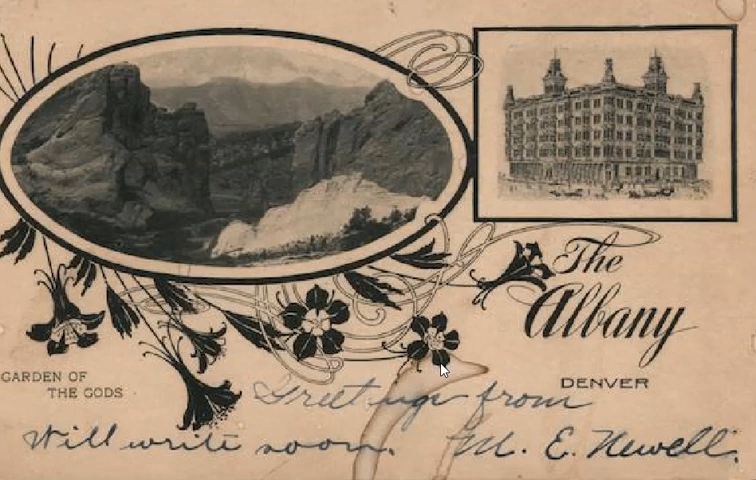 The
Albany
DENVER
GARDEN OF
THE GODS
Greetings from
Will write soon. M. E. Newell.